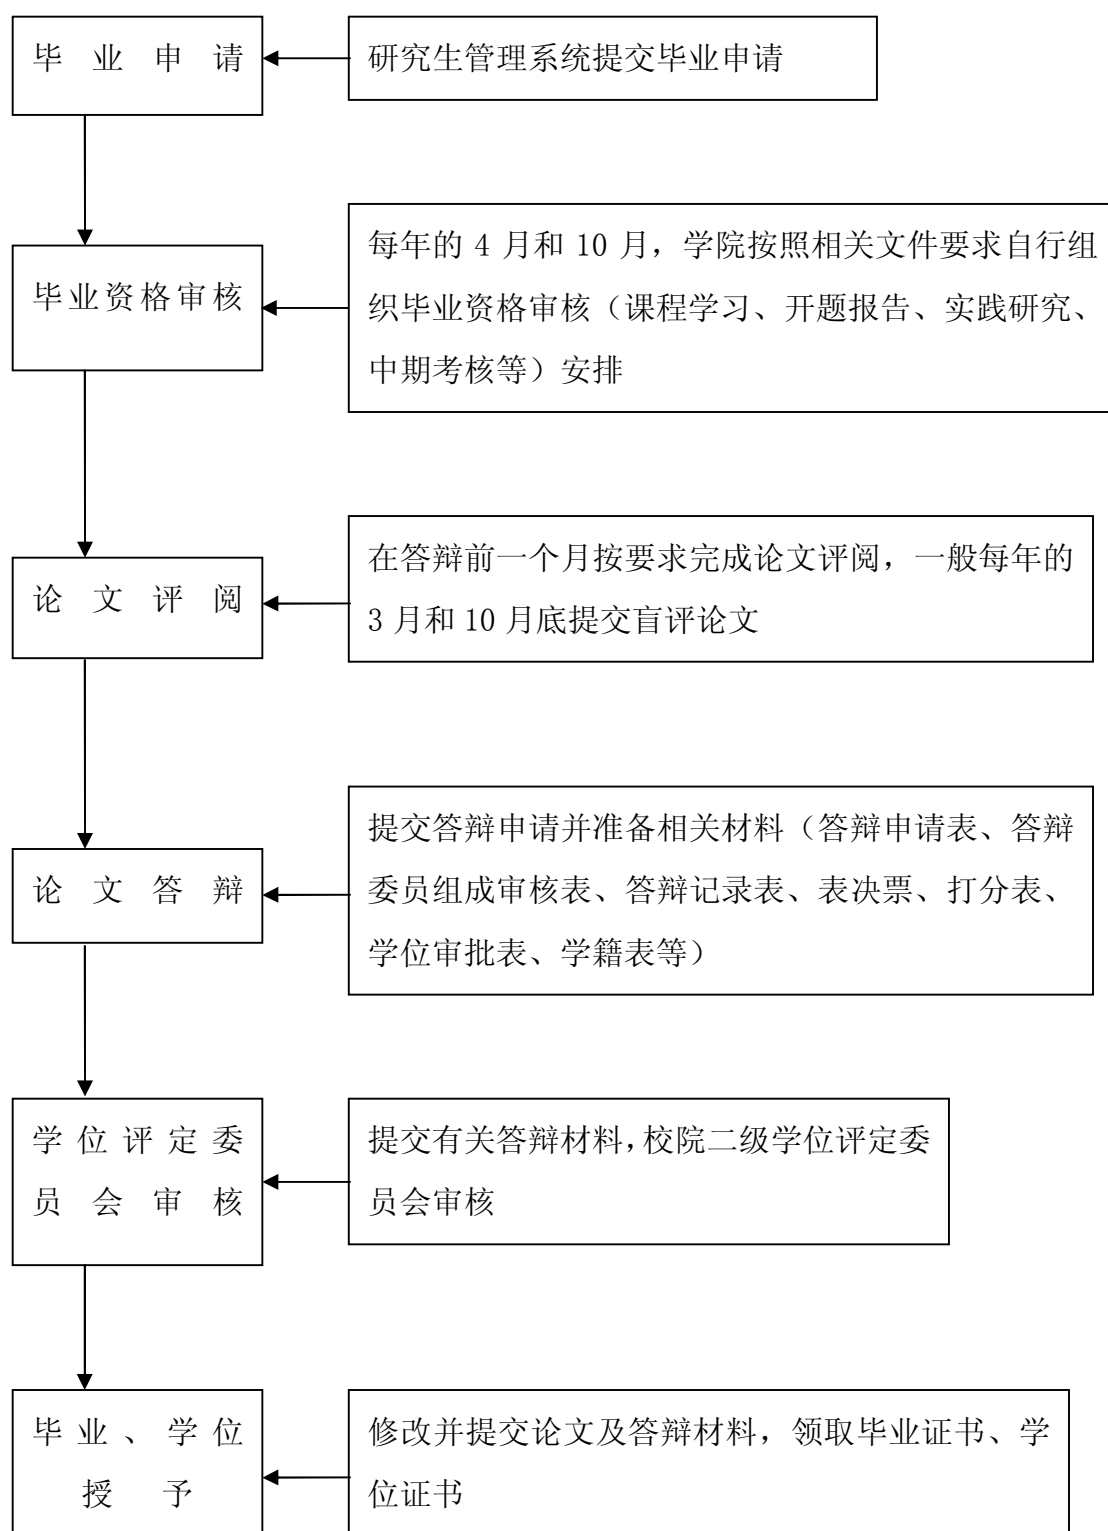 毕业申请
研究生管理系统提交毕业申请
毕业资格审核
每年的 4 月和 10 月，学院按照相关文件要求自行组
织毕业资格审核（课程学习、开题报告、实践研究、
中期考核等）安排
论文评阅
在答辩前一个月按要求完成论文评阅，一般每年的
3 月和 10 月底提交盲评论文
论文答辩
提交答辩申请并准备相关材料（答辩申请表、答辩
委员组成审核表、答辩记录表、表决票、打分表、
学位审批表、学籍表等）
学位评定委
员会审核
提交有关答辩材料，校院二级学位评定委
员会审核
毕业、学位
授予
修改并提交论文及答辩材料，领取毕业证书、学
位证书